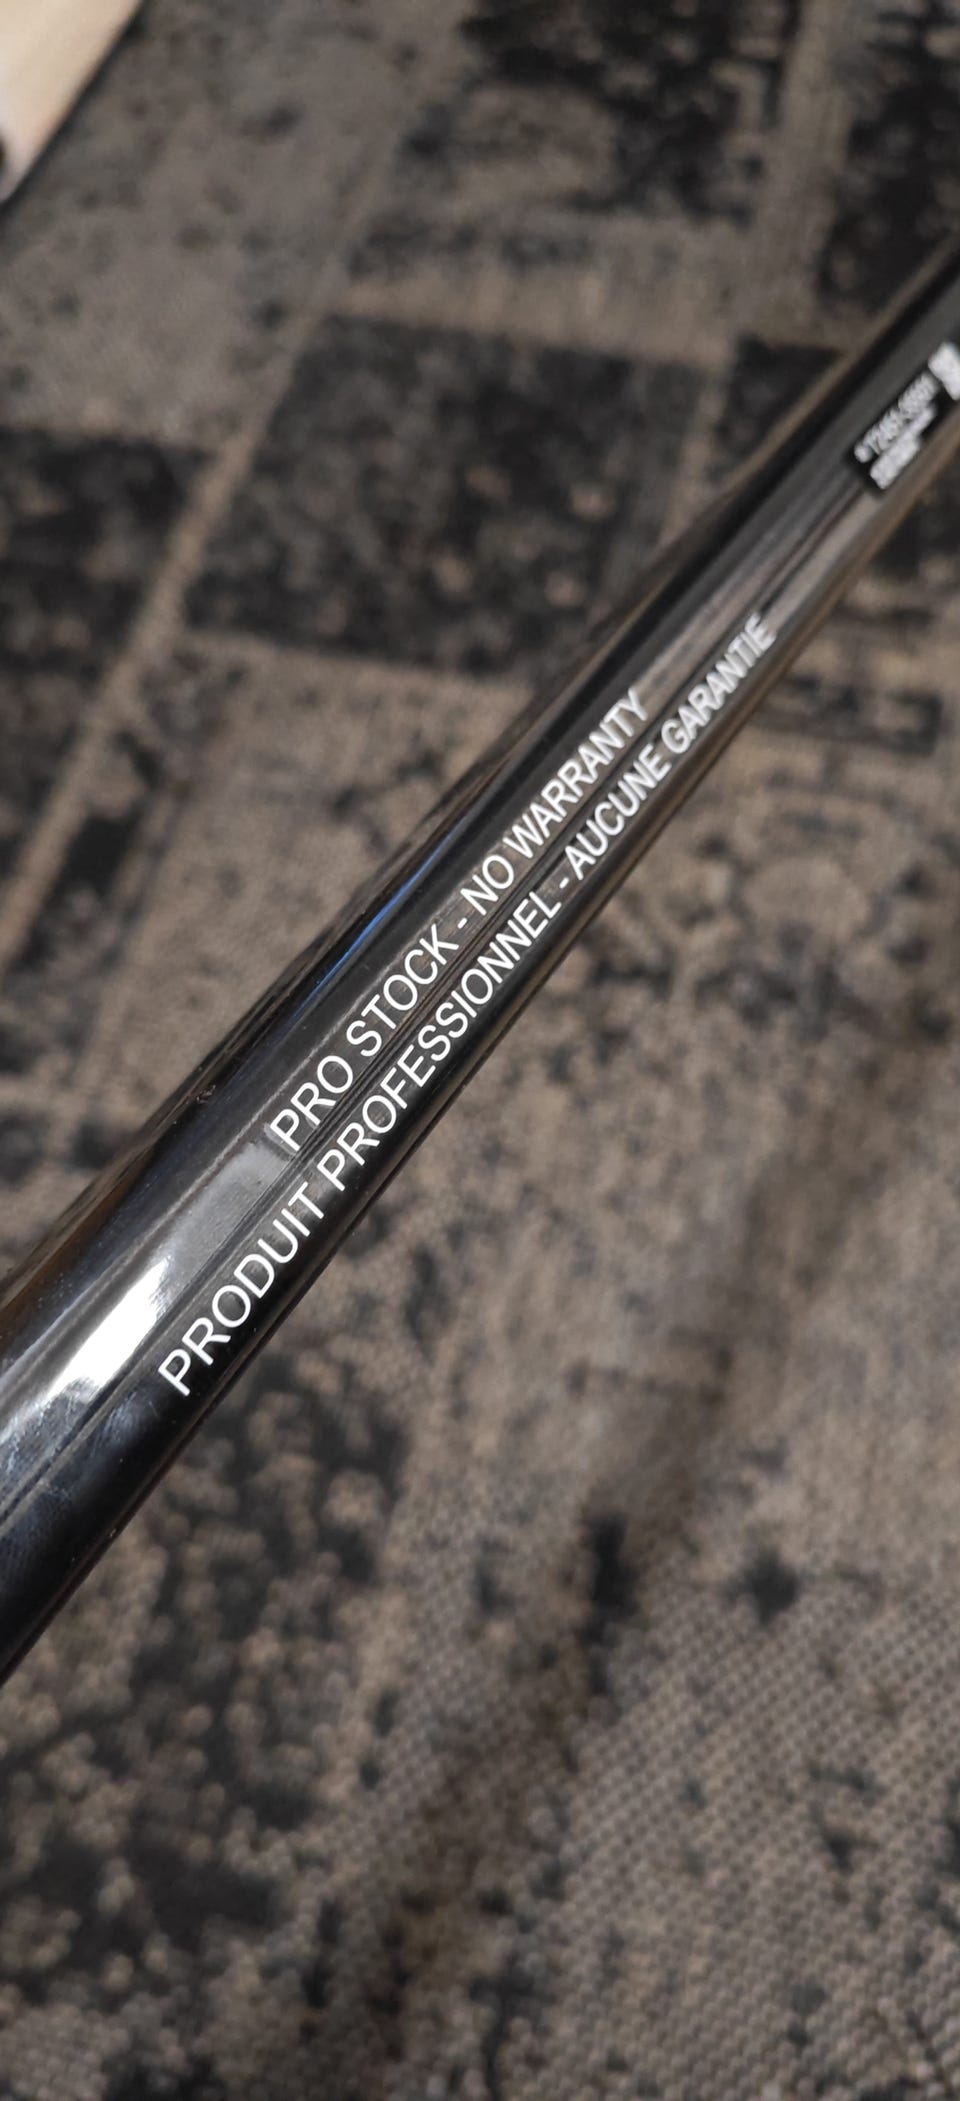 PRO STOCK - NO WARRANTY
PRODUIT PROFESSIONNEL - AUCUNE GARANTIE